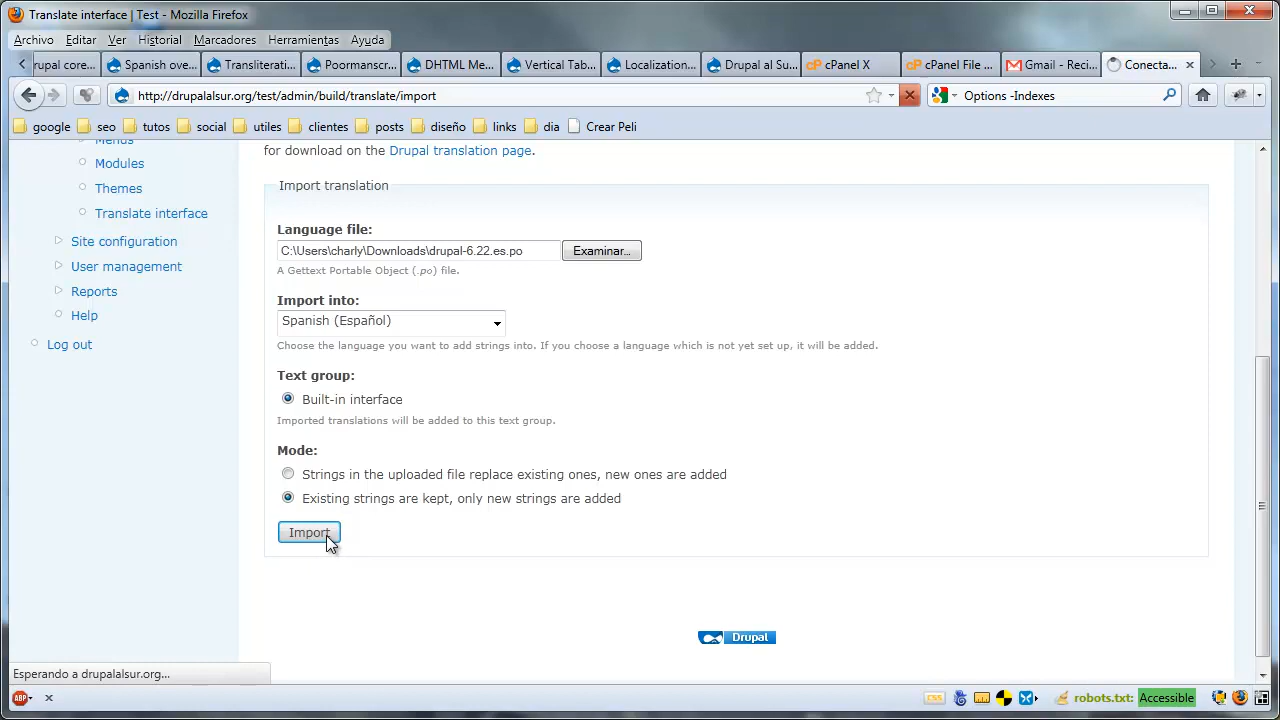 Translate interface | Test - Mozilla Firefox
Archivo Editar Ver Historial Marcadores Herramientas Ayuda
rupal core... Spanish ove... Transliterati... Poormanscr... DHTML Me... Vertical Tab... Localization... Drupal al Su... cPanel X cPanel File ... Gmail - Reci... Conecta...
http://drupalalsur.org/test/admin/build/translate/import Options -Indexes
google seo tutos social utiles clientes posts diseño links dia Crear Peli
Menus
Modules
Themes
Translate interface
Site configuration
User management
Reports
Help
Log out
for download on the Drupal translation page.
Import translation
Language file:
C:\Users\charly\Downloads\drupal-6.22.es.po Examinar...
A Gettext Portable Object (.po) file.
Import into:
Spanish (Español)
Choose the language you want to add strings into. If you choose a language which is not yet set up, it will be added.
Text group:
Built-in interface
Imported translations will be added to this text group.
Mode:
Strings in the uploaded file replace existing ones, new ones are added
Existing strings are kept, only new strings are added
Import
Drupal
Esperando a drupalalsur.org...
ABP CSS robots.txt: Accessible